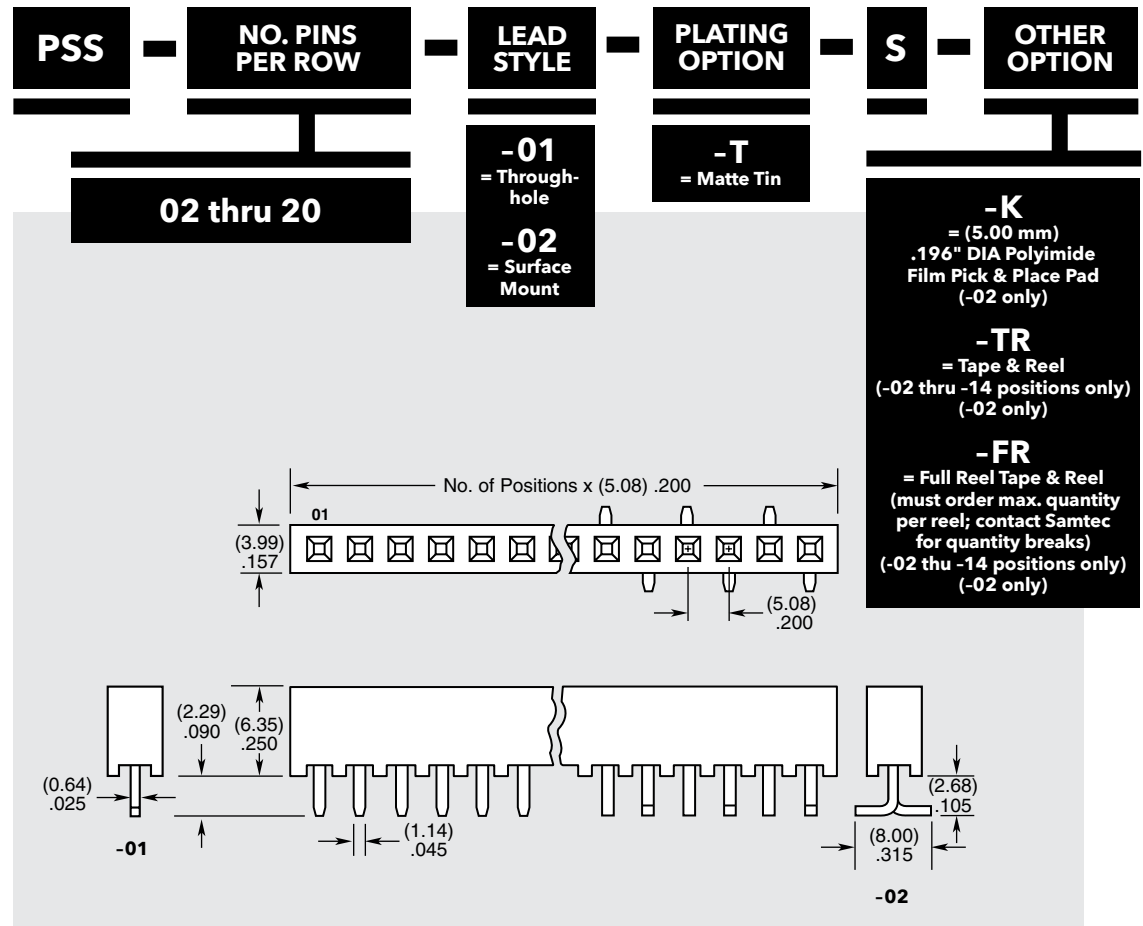 PSS
NO. PINS
PER ROW
LEAD
STYLE
PLATING
OPTION
S
OTHER
OPTION
02 thru 20
–01
= Through-
hole
–02
= Surface
Mount
–T
= Matte Tin
–K
= (5.00 mm)
.196" DIA Polyimide
Film Pick & Place Pad
(–02 only)
–TR
= Tape & Reel
(–02 thru –14 positions only)
(–02 only)
–FR
= Full Reel Tape & Reel
(must order max. quantity
per reel; contact Samtec
for quantity breaks)
(–02 thu –14 positions only)
(–02 only)
No. of Positions x (5.08) .200
01
(3.99)
.157
(5.08)
.200
(2.29)
.090
(6.35)
.250
(0.64)
.025
–01
(1.14)
.045
(2.68)
.105
(8.00)
.315
–02